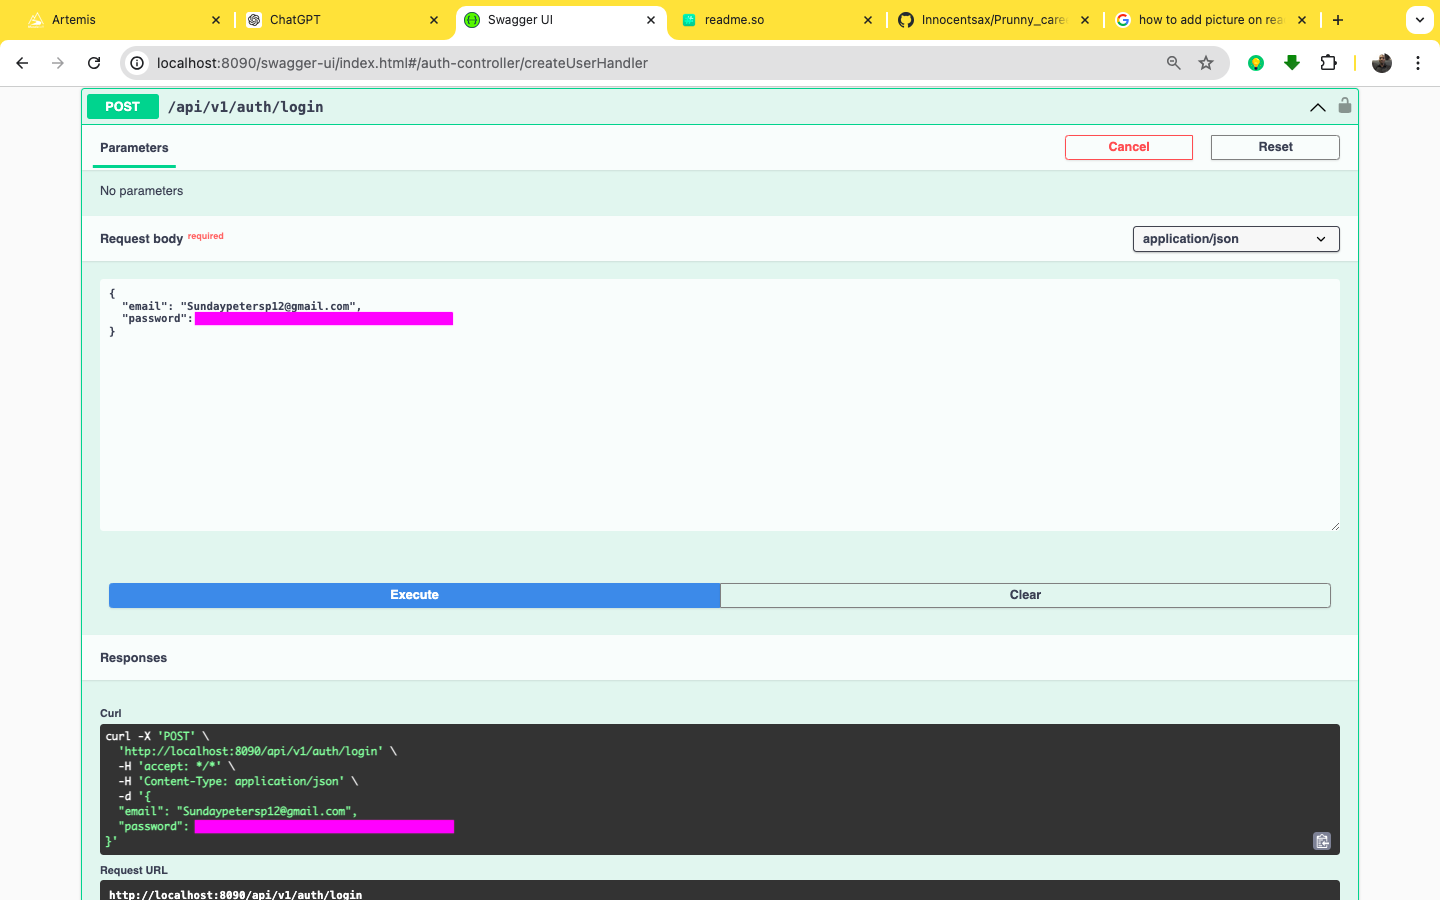 Artemis
ChatGPT
Swagger UI
readme.so
Innocentsax/Prunny_care
how to add picture on rea
localhost:8090/swagger-ui/index.html#/auth-controller/createUserHandler
POST /api/v1/auth/login
Parameters
Cancel
Reset
No parameters
Request body required
application/json
{
"email": "Sundaypetersp12@gmail.com",
"password":
}
Execute
Clear
Responses
Curl
curl -X 'POST' \
'http://localhost:8090/api/v1/auth/login' \
-H 'accept: */*' \
-H 'Content-Type: application/json' \
-d '{
"email": "Sundaypetersp12@gmail.com",
"password":
}'
Request URL
http://localhost:8090/api/v1/auth/login